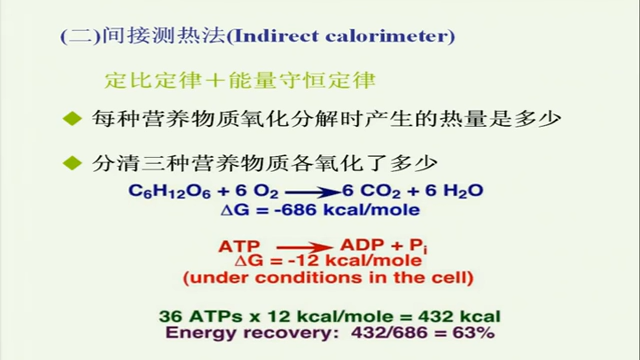 (二)间接测热法(Indirect calorimeter)
定比定律＋能量守恒定律
每种营养物质氧化分解时产生的热量是多少
分清三种营养物质各氧化了多少
C₆H₁₂O₆ + 6 O₂ → 6 CO₂ + 6 H₂O
ΔG = -686 kcal/mole
ATP → ADP + Pᵢ
ΔG = -12 kcal/mole
(under conditions in the cell)
36 ATPs x 12 kcal/mole = 432 kcal
Energy recovery: 432/686 = 63%